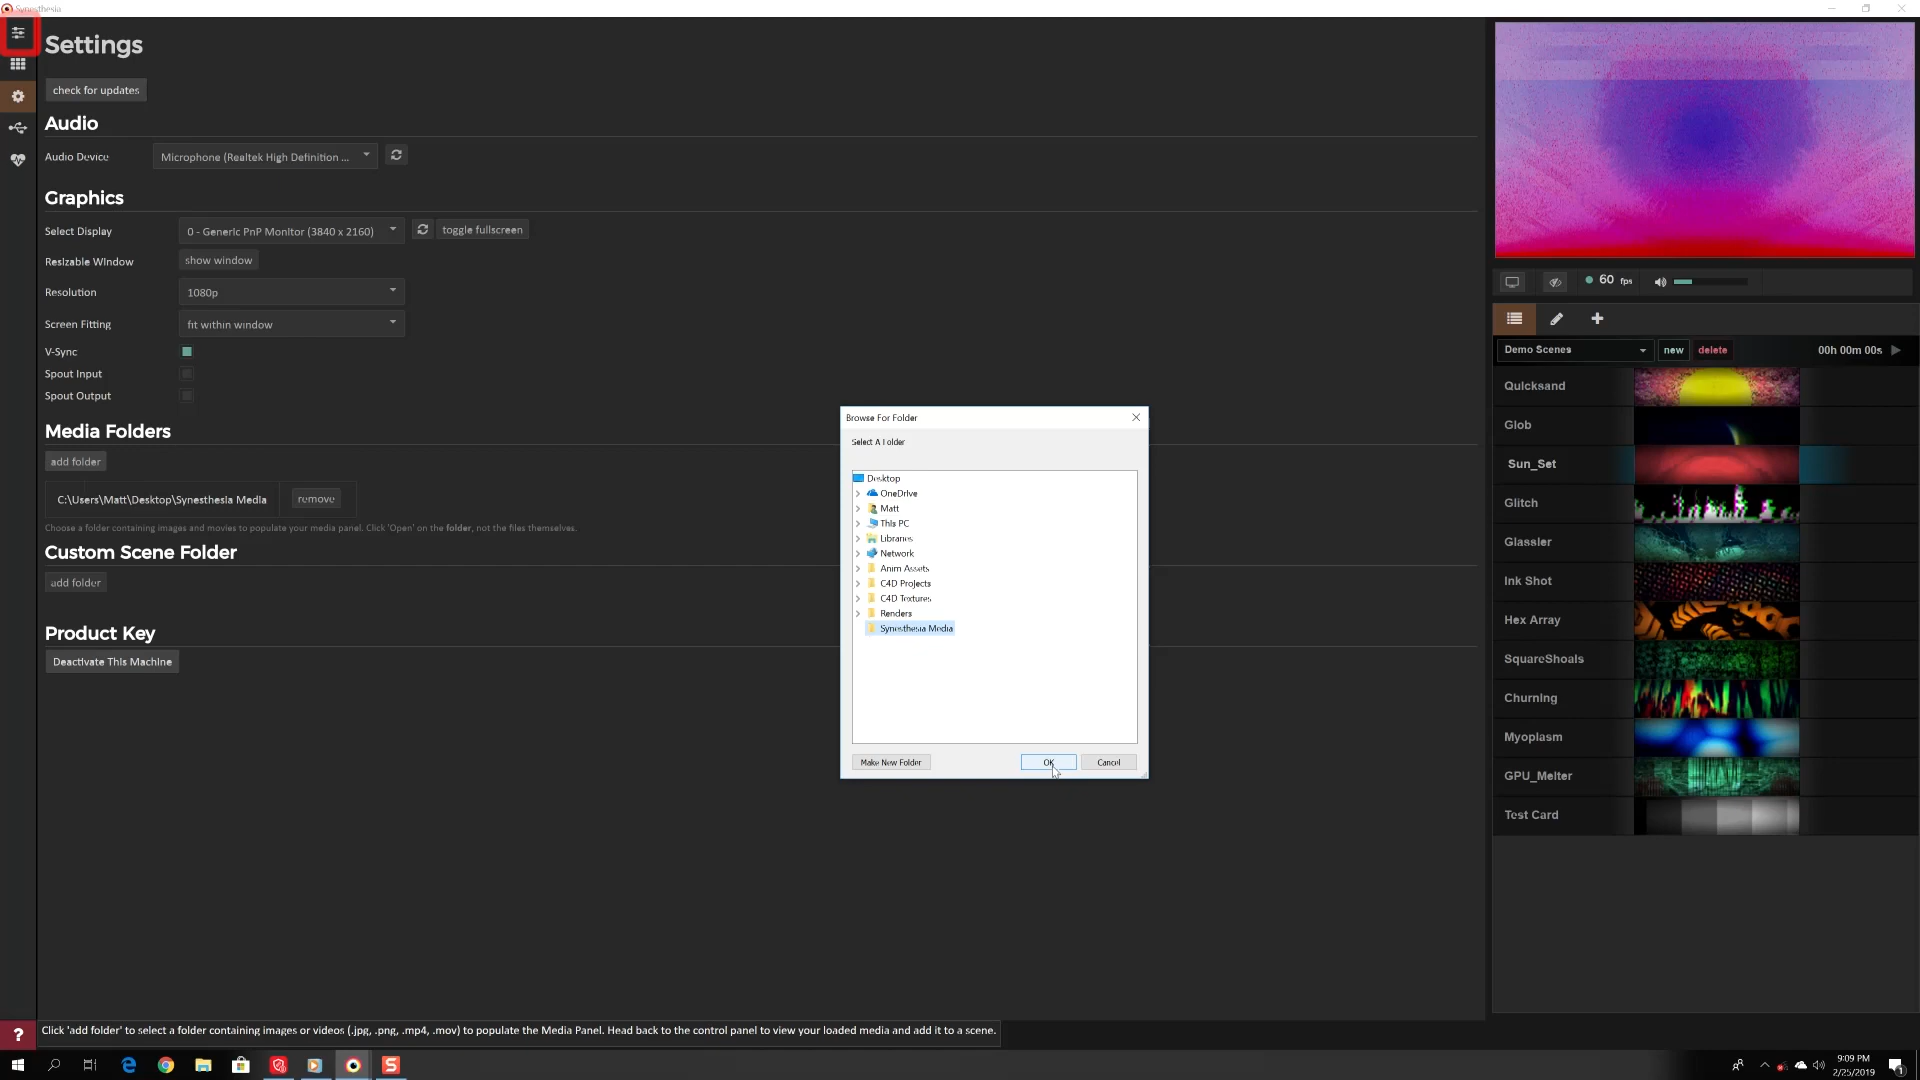 Synesthesia
Settings
check for updates
Audio
Audio Device
Microphone (Realtek High Definition ...
Graphics
Select Display
0 - Generic PnP Monitor (3840 x 2160)
toggle fullscreen
Resizable Window
show window
Resolution
1080p
Screen Fitting
fit within window
V-Sync
Spout Input
Spout Output
Media Folders
add folder
C:\Users\Matt\Desktop\Synesthesia Media
remove
Choose a folder containing images and movies to populate your media panel. Click 'Open' on the folder, not the files themselves.
Custom Scene Folder
add folder
Product Key
Deactivate This Machine
Browse For Folder
Select A Folder
Desktop
OneDrive
Matt
This PC
Libraries
Network
Anim Assets
C4D Projects
C4D Textures
Renders
Synesthesia Media
Make New Folder
OK
Cancel
60 fps
Demo Scenes
new
delete
00h 00m 00s
Quicksand
Glob
Sun_Set
Glitch
Glassier
Ink Shot
Hex Array
SquareShoals
Churning
Myoplasm
GPU_Melter
Test Card
?
Click 'add folder' to select a folder containing images or videos (.jpg, .png, .mp4, .mov) to populate the Media Panel. Head back to the control panel to view your loaded media and add it to a scene.
9:09 PM
2/25/2019
1